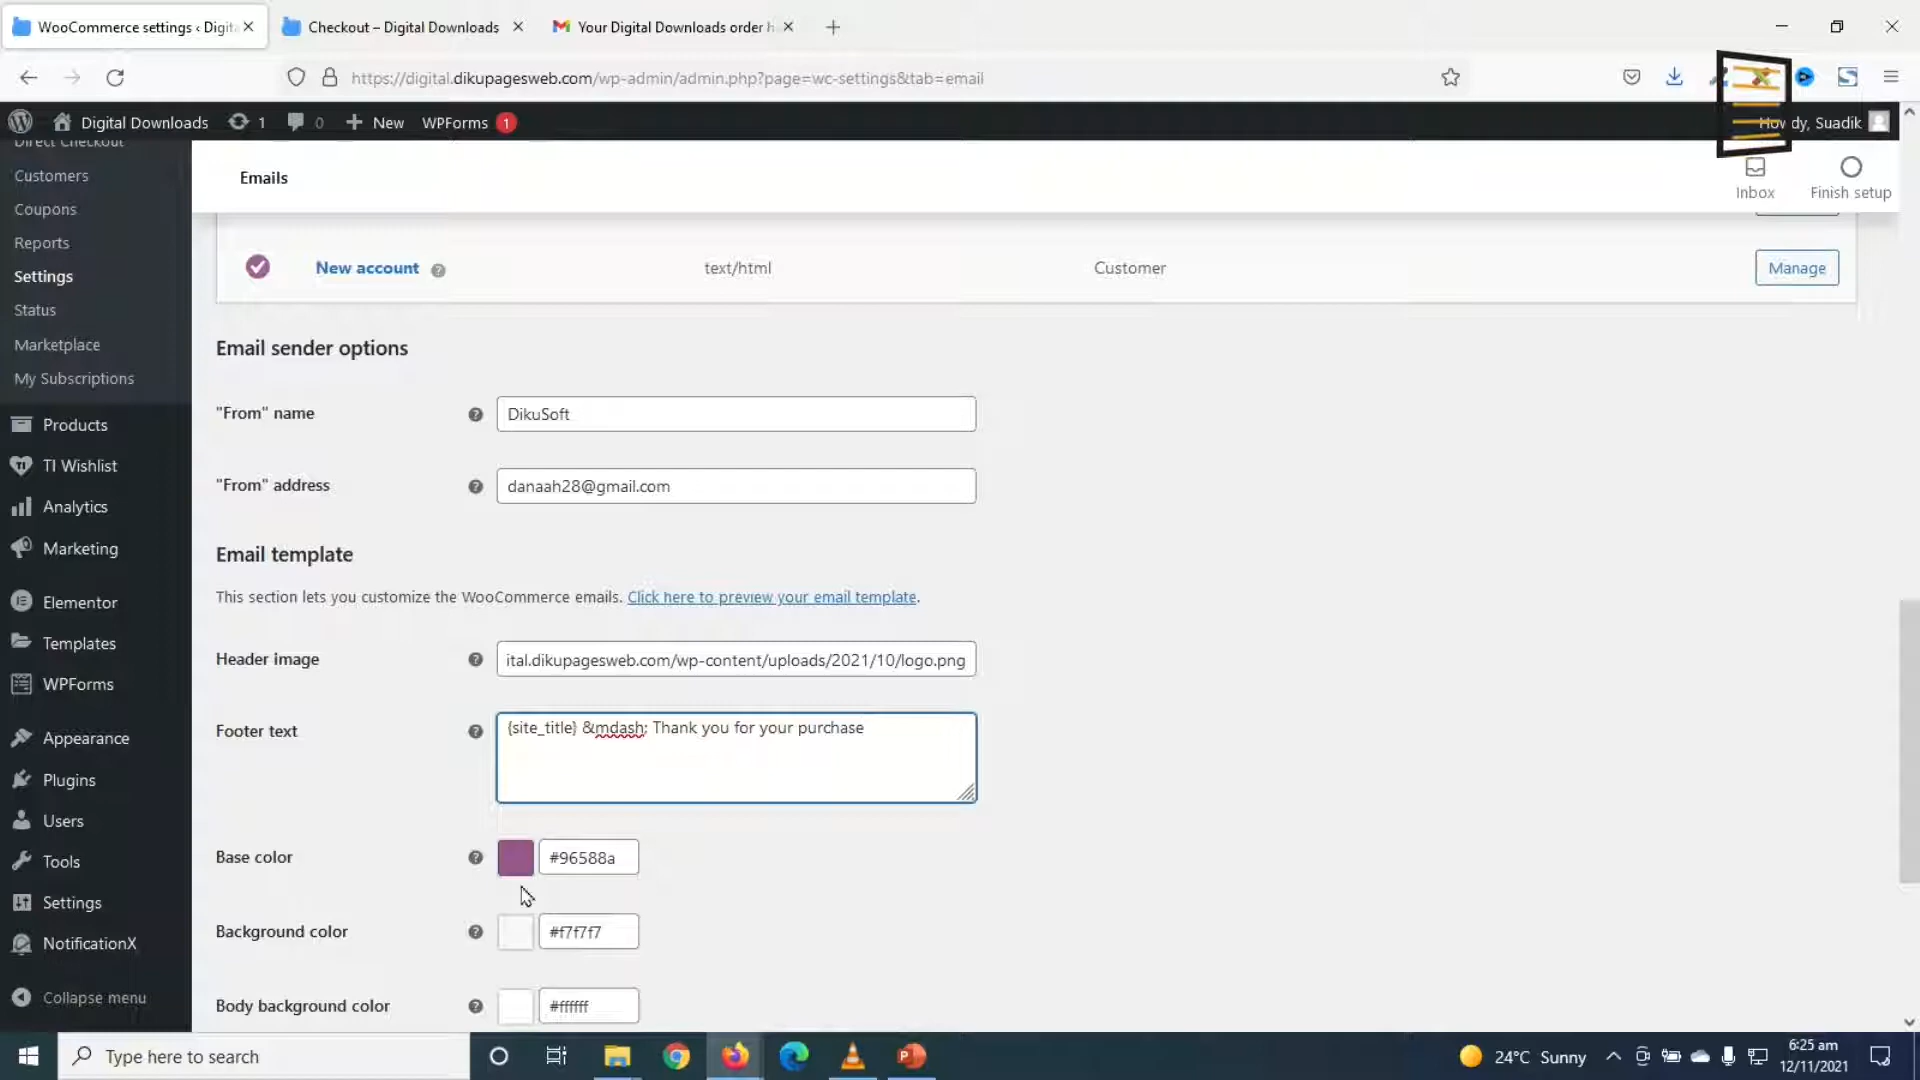 WooCommerce settings ‹ Digita
Checkout – Digital Downloads
Your Digital Downloads order h
https://digital.dikupagesweb.com/wp-admin/admin.php?page=wc-settings&tab=email
Digital Downloads
1
0
New
WPForms
1
Howdy, Suadik
Direct Checkout
Customers
Coupons
Reports
Settings
Status
Marketplace
My Subscriptions
Products
TI Wishlist
Analytics
Marketing
Elementor
Templates
WPForms
Appearance
Plugins
Users
Tools
Settings
NotificationX
Collapse menu
Emails
Inbox
Finish setup
New account
text/html
Customer
Manage
Email sender options
"From" name
DikuSoft
"From" address
danaah28@gmail.com
Email template
This section lets you customize the WooCommerce emails. Click here to preview your email template.
Header image
ital.dikupagesweb.com/wp-content/uploads/2021/10/logo.png
Footer text
{site_title} &mdash; Thank you for your purchase
Base color
#96588a
Background color
#f7f7f7
Body background color
#ffffff
Type here to search
24°C Sunny
6:25 am
12/11/2021